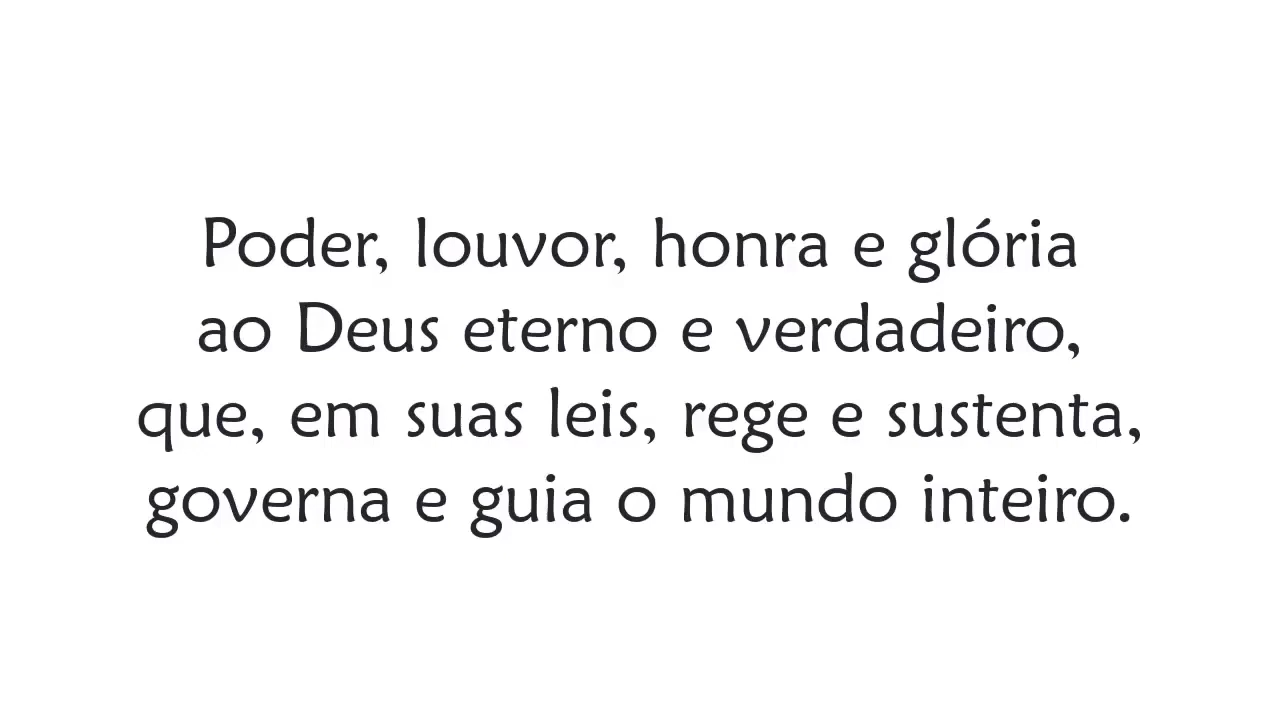 Poder, louvor, honra e glória
ao Deus eterno e verdadeiro,
que, em suas leis, rege e sustenta,
governa e guia o mundo inteiro.